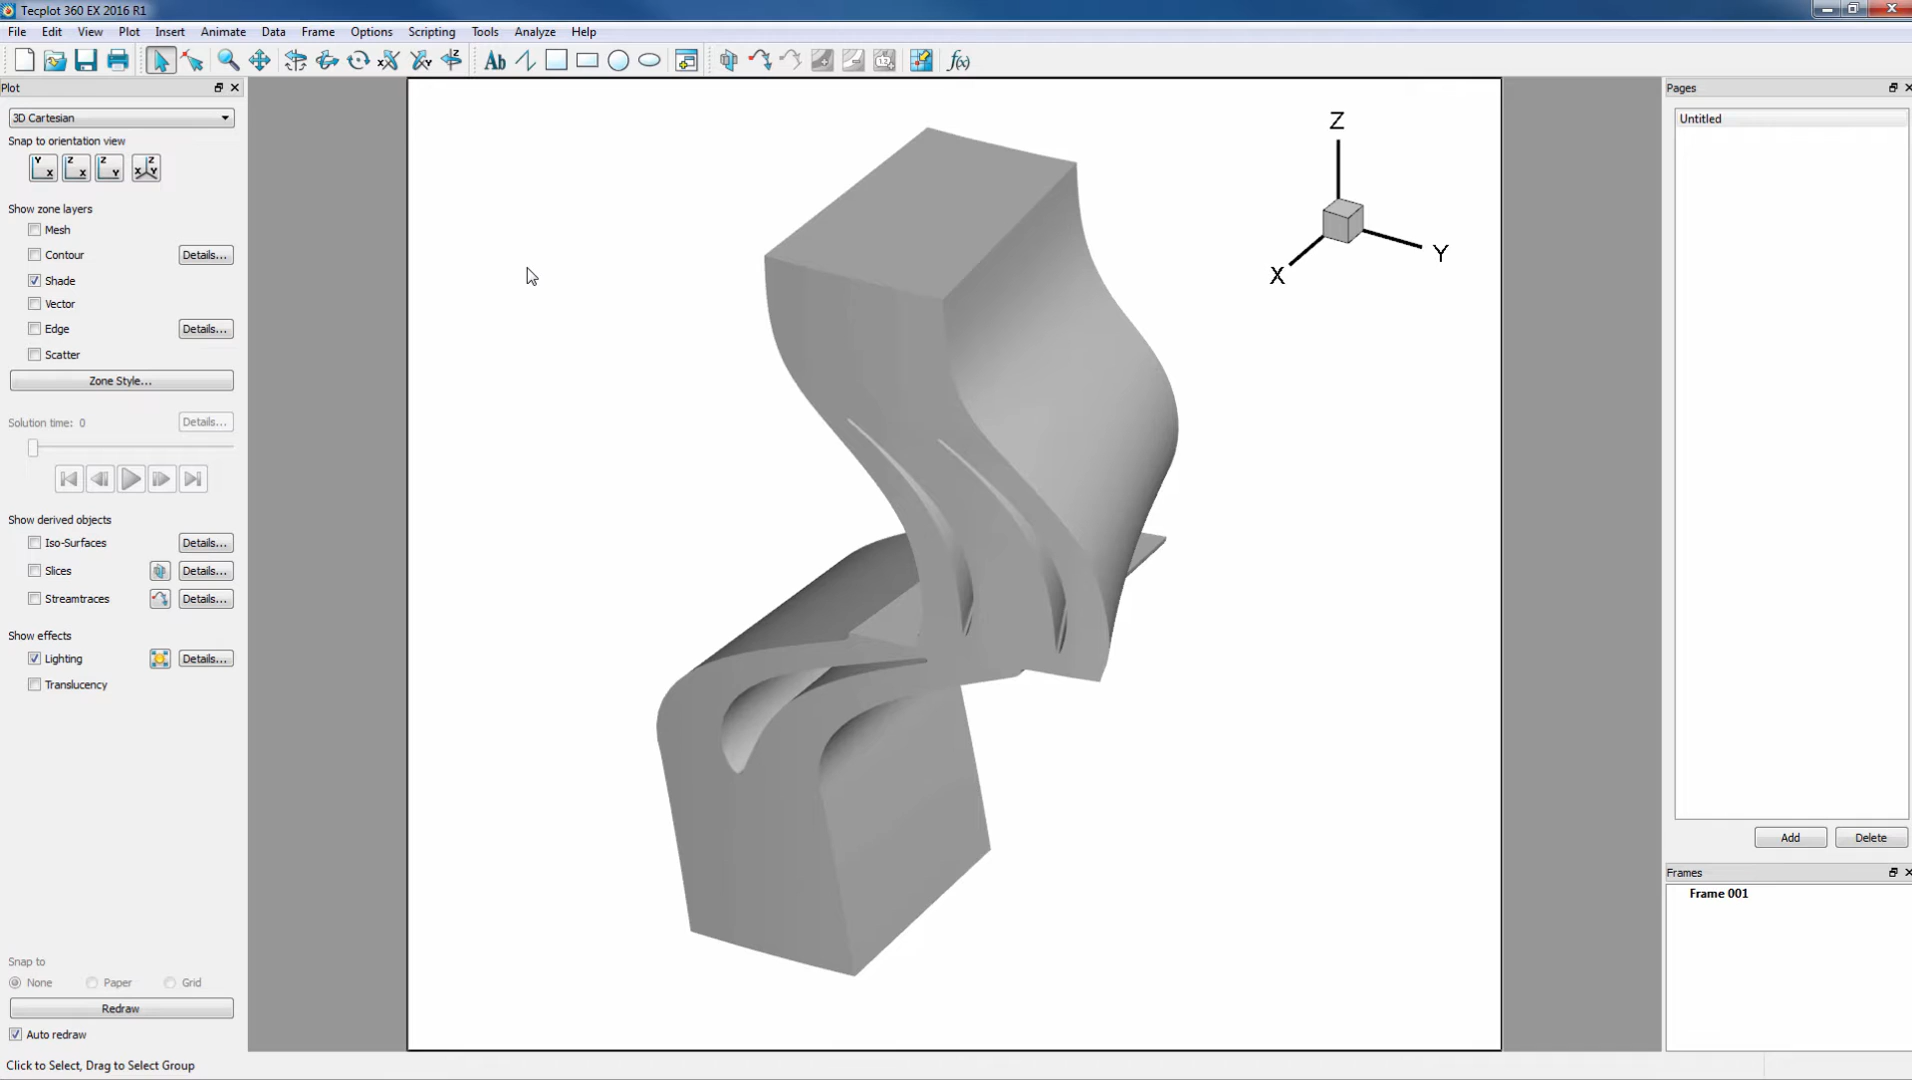 Tecplot 360 EX 2016 R1
File Edit View Plot Insert Animate Data Frame Options Scripting Tools Analyze Help
Ab f(x)
Plot
3D Cartesian
Snap to orientation view
Y X Z X Z Y Z X Y
Show zone layers
Mesh
Contour Details...
Shade
Vector
Edge Details...
Scatter
Zone Style...
Solution time: 0 Details...
Show derived objects
Iso-Surfaces Details...
Slices Details...
Streamtraces Details...
Show effects
Lighting Details...
Translucency
Snap to
None Paper Grid
Redraw
Auto redraw
Click to Select, Drag to Select Group
Z
Y
X
Pages
Untitled
Add Delete
Frames
Frame 001